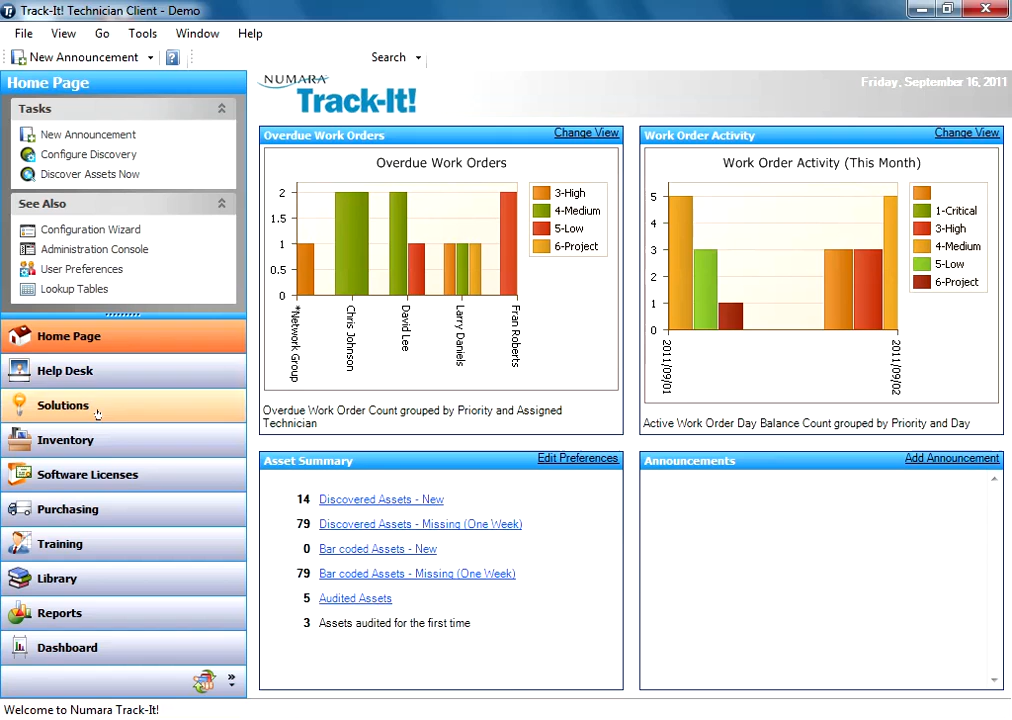 Track-It! Technician Client - Demo
File View Go Tools Window Help
New Announcement
Search
Home Page
Tasks
New Announcement
Configure Discovery
Discover Assets Now
See Also
Configuration Wizard
Administration Console
User Preferences
Lookup Tables
Home Page
Help Desk
Solutions
Inventory
Software Licenses
Purchasing
Training
Library
Reports
Dashboard
NUMARA
Track-It!
Friday, September 16, 2011
Overdue Work Orders
Change View
Overdue Work Orders
2
1.5
1
0.5
0
*Network Group
Chris Johnson
David Lee
Larry Daniels
Fran Roberts
3-High
4-Medium
5-Low
6-Project
Overdue Work Order Count grouped by Priority and Assigned
Technician
Work Order Activity
Change View
Work Order Activity (This Month)
5
4
3
2
1
0
2011/09/01
2011/09/02
1-Critical
3-High
4-Medium
5-Low
6-Project
Active Work Order Day Balance Count grouped by Priority and Day
Asset Summary
Edit Preferences
14 Discovered Assets - New
79 Discovered Assets - Missing (One Week)
0 Bar coded Assets - New
79 Bar coded Assets - Missing (One Week)
5 Audited Assets
3 Assets audited for the first time
Announcements
Add Announcement
Welcome to Numara Track-It!